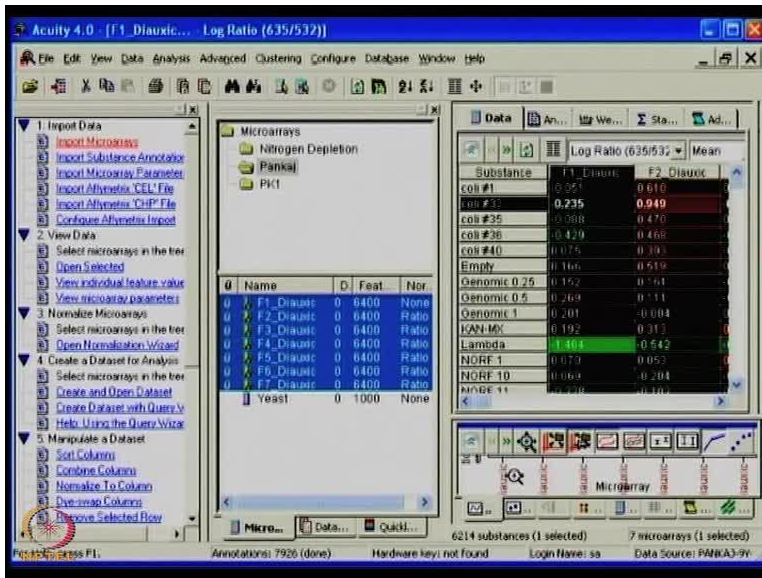 Acuity 4.0 - [F1_Diauxic... - Log Ratio (635/532)]
File Edit View Data Analysis Advanced Clustering Configure Database Window Help
1. Import Data
Import Microarrays
Import Substance Annotation
Import Microarray Parameter
Import Affymetrix 'CEL' File
Import Affymetrix 'CHP' File
Configure Affymetrix Import
2. View Data
Select microarrays in the tree
Open Selected
View individual feature value
View microarray parameters
3. Normalize Microarrays
Select microarrays in the tree
Open Normalization Wizard
4. Create a Dataset for Analysis
Select microarrays in the tree
Create and Open Dataset
Create Dataset with Query W
Help: Using the Query Wizar
5. Manipulate a Dataset
Sort Columns
Combine Columns
Normalize To Column
Dye-swap Columns
Remove Selected Row
Microarrays
Nitrogen Depletion
Pankaj
PK1
Name D. Feat... Nor...
F1_Diauxic 0 6400 None
F2_Diauxic 0 6400 Ratio
F3_Diauxic 0 6400 Ratio
F4_Diauxic 0 6400 Ratio
F5_Diauxic 0 6400 Ratio
F6_Diauxic 0 6400 Ratio
F7_Diauxic 0 6400 Ratio
Yeast 0 1000 None
Micro... Data... Quickl...
Data An... We... Sta... Ad...
Log Ratio (635/532 Mean
Substance F1_Diauxic F2_Diauxic
coli #1 0.610
coli #33 0.235 0.949
coli #35 0.470
coli #36 -0.429 0.468
coli #40 0.075 0.393
Empty 0.166 0.519
Genomic 0.25 0.152 0.161
Genomic 0.5 0.269 0.111
Genomic 1 0.201 -0.004
KAN-MX 0.192 0.313
Lambda -1.404 -0.542
NORF 1 0.070 0.053
NORF 10 0.069 -0.204
NORF 11
Microarray
6214 substances (1 selected) 7 microarrays (1 selected)
press F1. Annotations: 7926 (done) Hardware key: not found Login Name: sa Data Source: PANKAJ-9Y
NPTEL